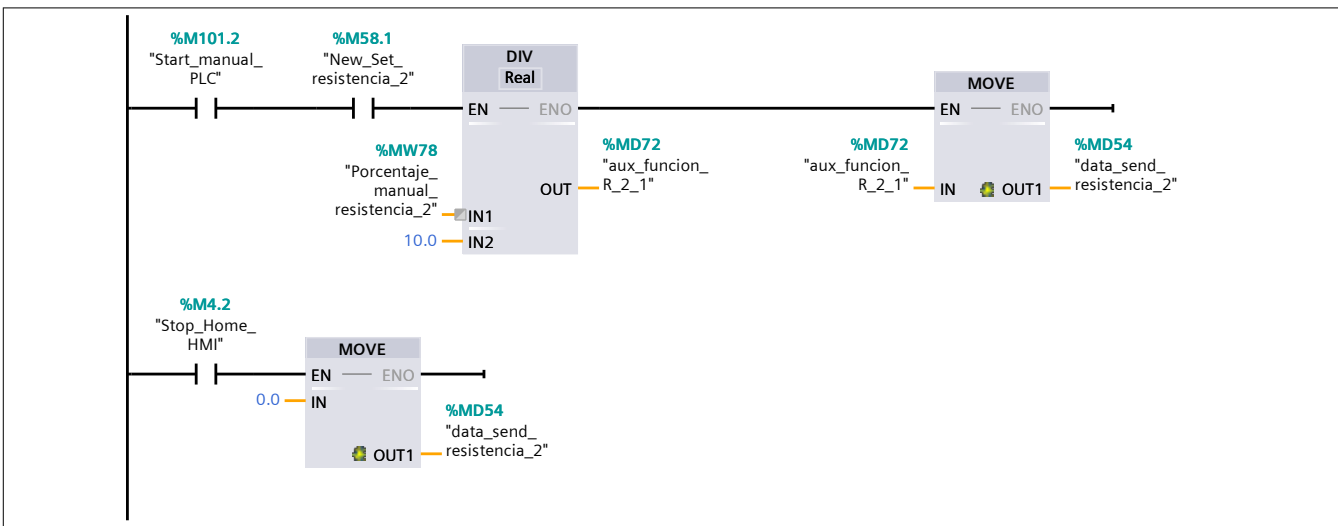 %M101.2
"Start_manual_
PLC"
%M58.1
"New_Set_
resistencia_2"
DIV
Real
EN
ENO
%MW78
"Porcentaje_
manual_
resistencia_2"
IN1
10.0
IN2
OUT
%MD72
"aux_funcion_
R_2_1"
MOVE
EN
ENO
%MD72
"aux_funcion_
R_2_1"
IN
OUT1
%MD54
"data_send_
resistencia_2"
%M4.2
"Stop_Home_
HMI"
MOVE
EN
ENO
0.0
IN
OUT1
%MD54
"data_send_
resistencia_2"